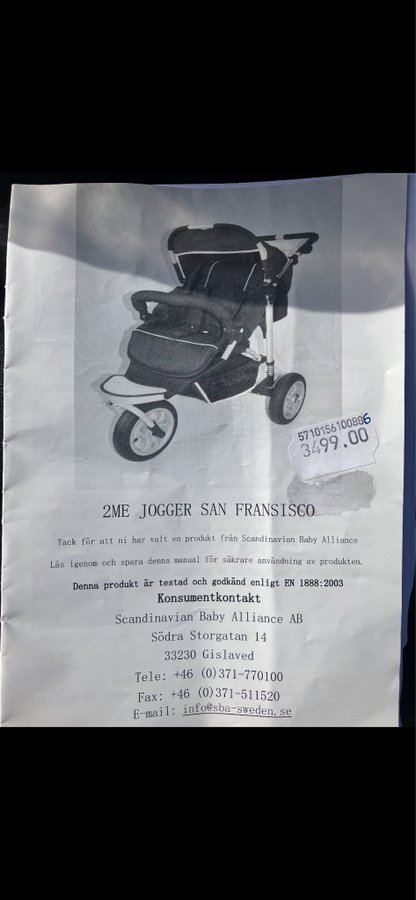 5710156100886
3499.00
2ME JOGGER SAN FRANSISCO
Tack för att ni har valt en produkt från Scandinavian Baby Alliance
Läs igenom och spara denna manual för säkrare användning av produkten.
Denna produkt är testad och godkänd enligt EN 1888:2003
Konsumentkontakt
Scandinavian Baby Alliance AB
Södra Storgatan 14
33230 Gislaved
Tele: +46 (0)371-770100
Fax: +46 (0)371-511520
E-mail: info@sba-sweden.se